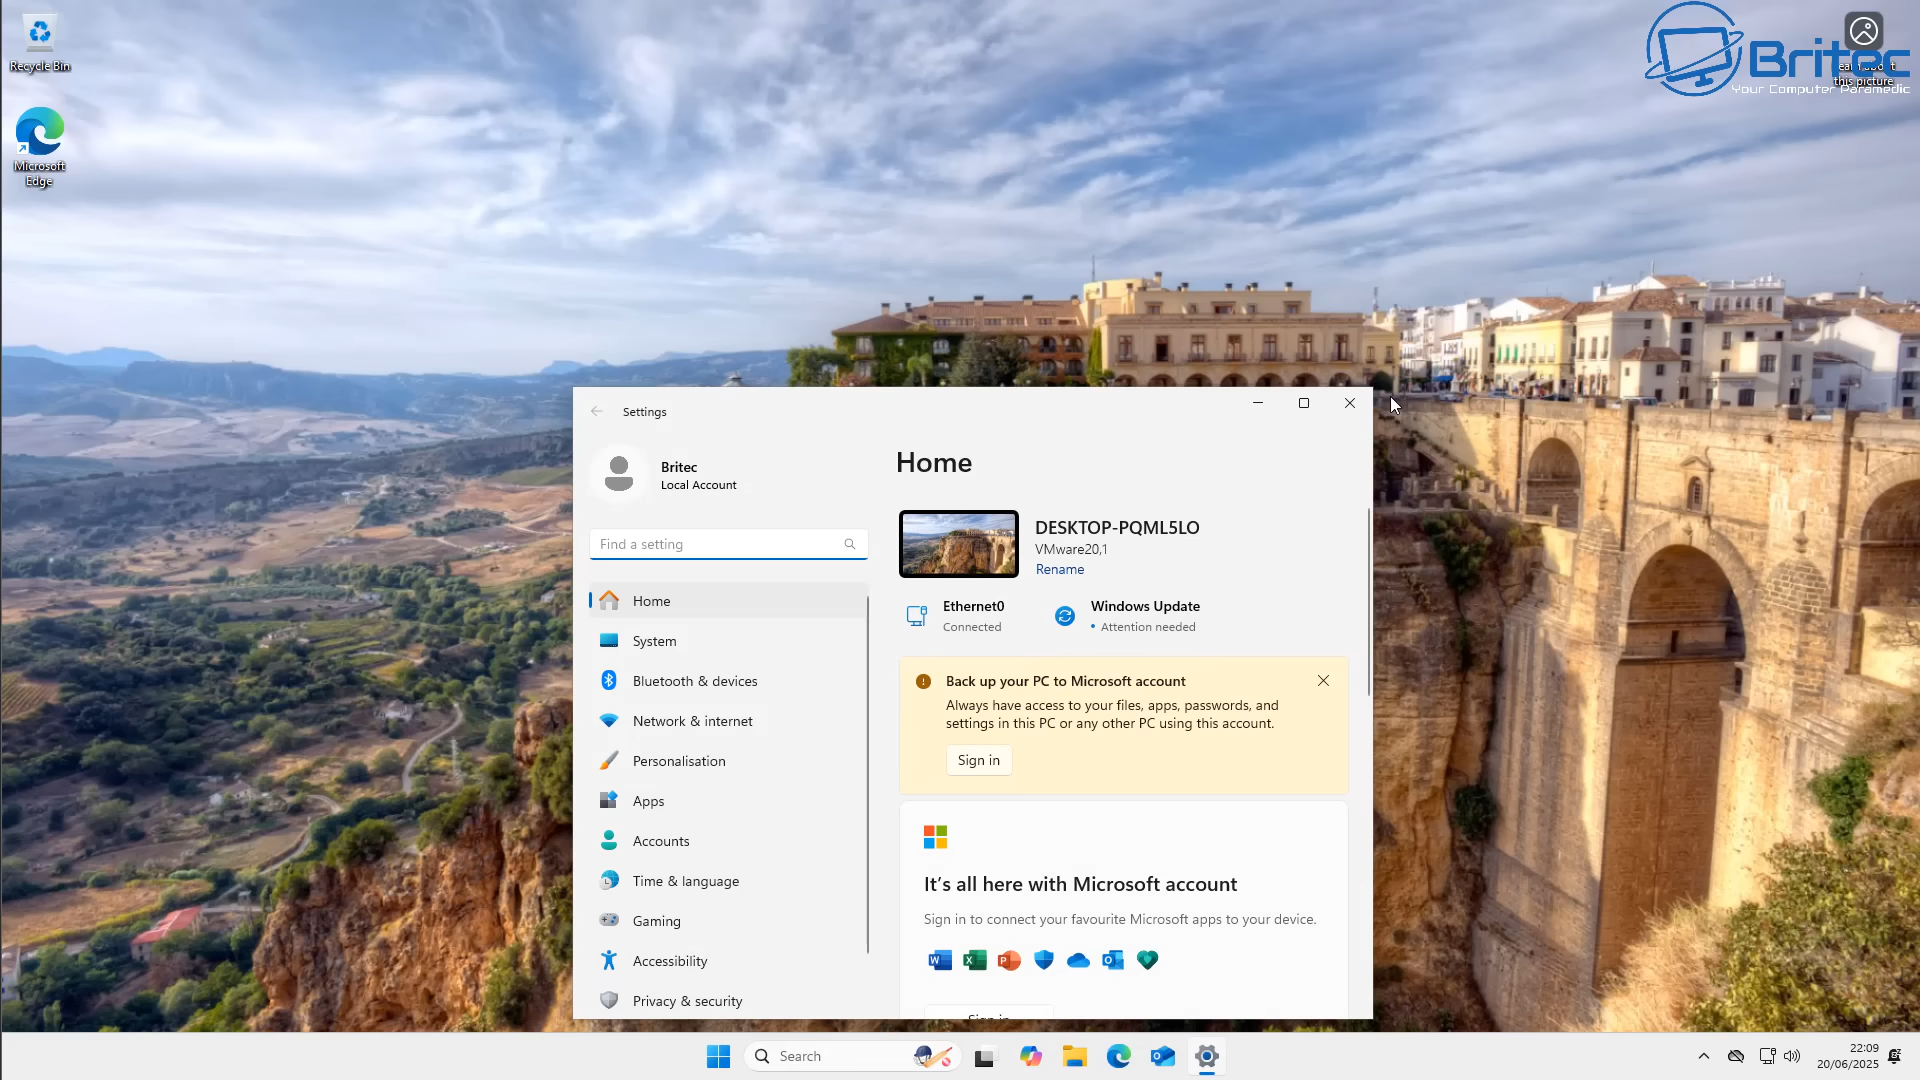 Recycle Bin
Microsoft
Edge
Britec
Your Computer Paramedic
this picture
Settings
Britec
Local Account
Find a setting
Home
System
Bluetooth & devices
Network & internet
Personalisation
Apps
Accounts
Time & language
Gaming
Accessibility
Privacy & security
Home
DESKTOP-PQML5LO
VMware20,1
Rename
Ethernet0
Connected
Windows Update
Attention needed
Back up your PC to Microsoft account
Always have access to your files, apps, passwords, and
settings in this PC or any other PC using this account.
Sign in
It's all here with Microsoft account
Sign in to connect your favourite Microsoft apps to your device.
Sign in
Search
22:09
20/06/2025